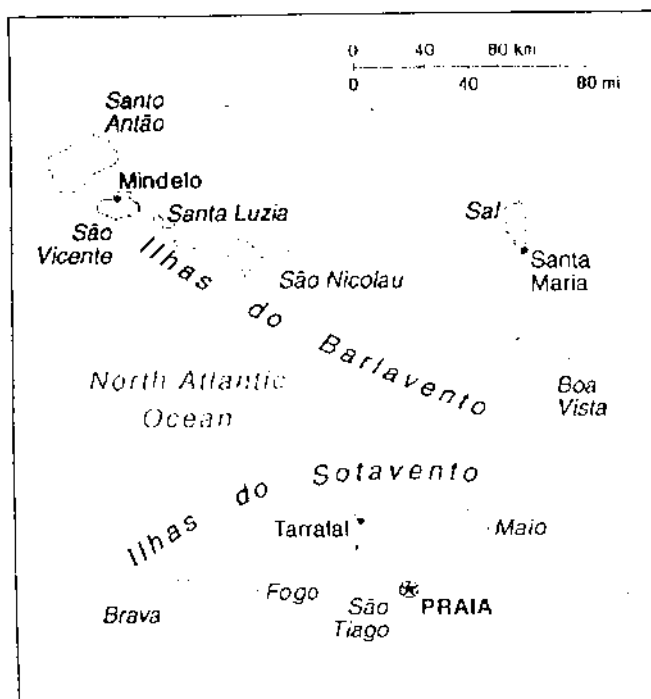 0 40 80 km
0 40 80 mi
Santo
Antão
Mindelo
São
Vicente
Santa Luzia
Sal
Santa
Maria
São Nicolau
Ilhas do Barlavento
Boa
Vista
North Atlantic
Ocean
Ilhas do Sotavento
Tarrafal
Maio
Fogo
Brava
São
Tiago
PRAIA